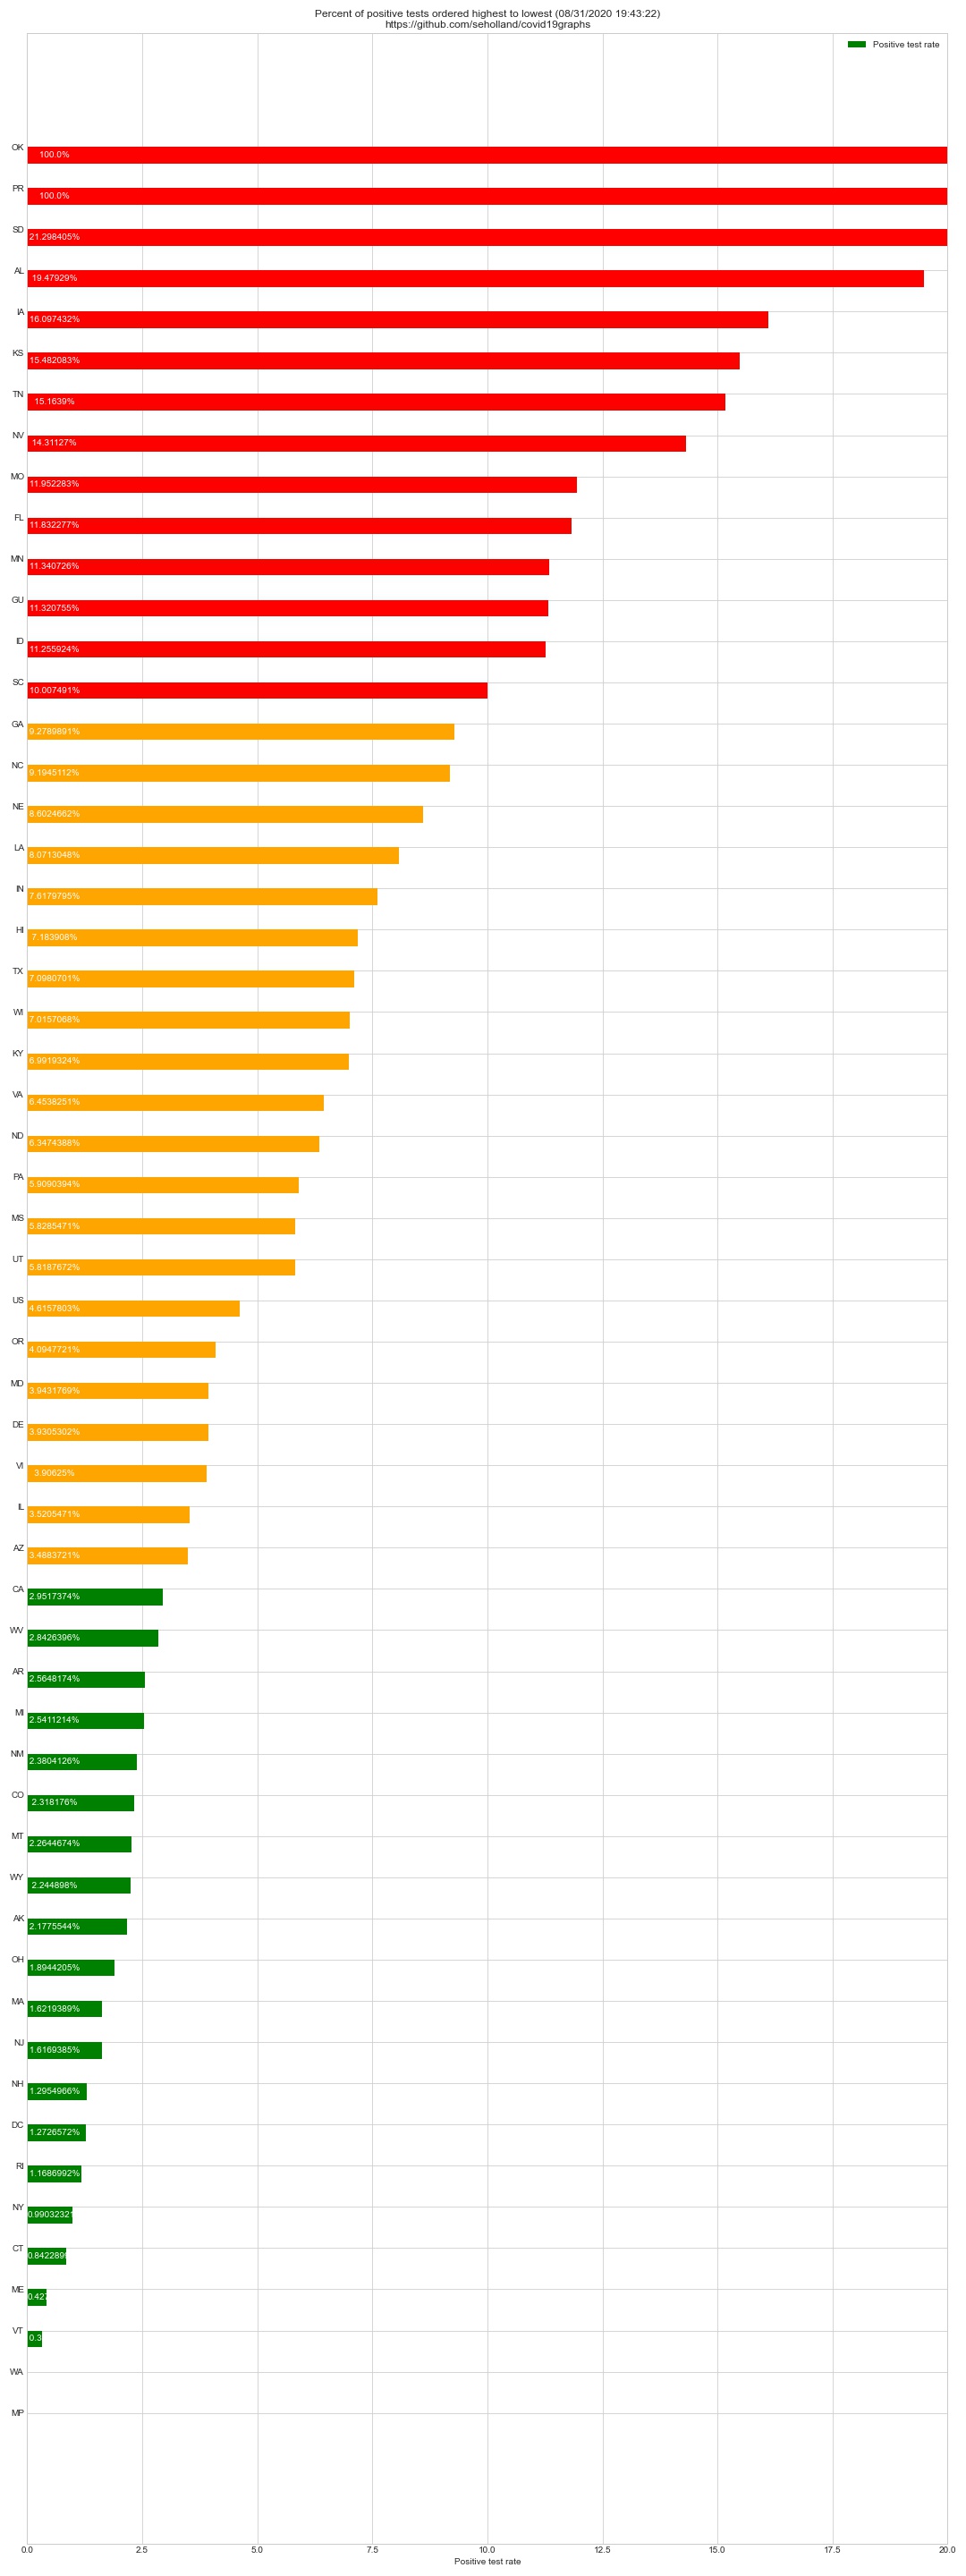 Percent of positive tests ordered highest to lowest (08/31/2020 19:43:22)
https://github.com/seholland/covid19graphs
Positive test rate
OK 100.0%
PR 100.0%
SD 21.298405%
AL 19.47929%
IA 16.097432%
KS 15.482083%
TN 15.1639%
NV 14.31127%
MO 11.952283%
FL 11.832277%
MN 11.340726%
GU 11.320755%
ID 11.255924%
SC 10.007491%
GA 9.2789891%
NC 9.1945112%
NE 8.6024662%
LA 8.0713048%
IN 7.6179795%
HI 7.183908%
TX 7.0980701%
WI 7.0157068%
KY 6.9919324%
VA 6.4538251%
ND 6.3474388%
PA 5.9090394%
MS 5.8285471%
UT 5.8187672%
US 4.6157803%
OR 4.0947721%
MD 3.9431769%
DE 3.9305302%
VI 3.90625%
IL 3.5205471%
AZ 3.4883721%
CA 2.9517374%
WV 2.8426396%
AR 2.5648174%
MI 2.5411214%
NM 2.3804126%
CO 2.318176%
MT 2.2644674%
WY 2.244898%
AK 2.1775544%
OH 1.8944205%
MA 1.6219389%
NJ 1.6169385%
NH 1.2954966%
DC 1.2726572%
RI 1.1686992%
NY 0.9903232
CT 0.842289
ME 0.42
VT 0.3
WA
MP
0.0 2.5 5.0 7.5 10.0 12.5 15.0 17.5 20.0
Positive test rate